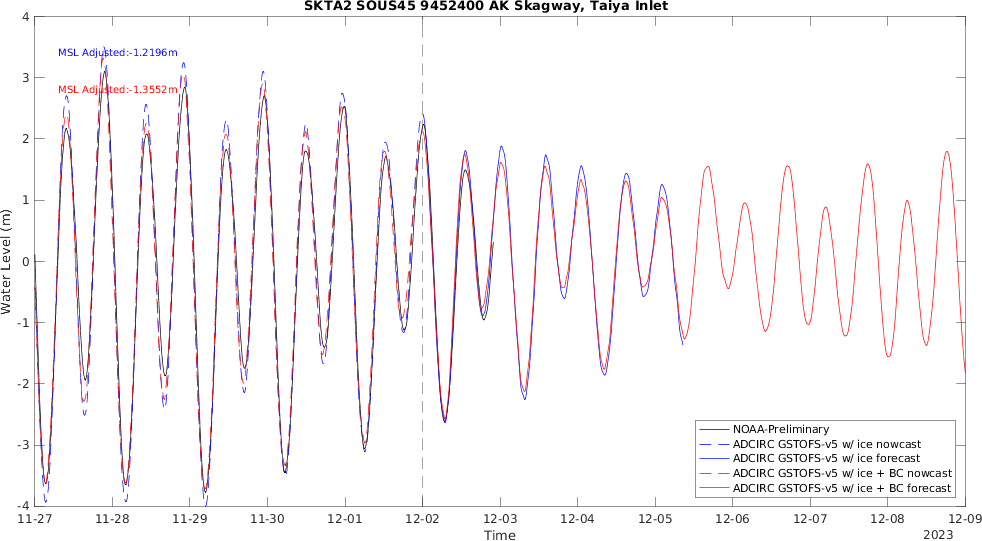 SKTA2 SOUS45 9452400 AK Skagway, Taiya Inlet
4
3
2
1
0
-1
-2
-3
-4
Water Level (m)
MSL Adjusted:-1.2196m
MSL Adjusted:-1.3552m
NOAA-Preliminary
ADCIRC GSTOFS-v5 w/ ice nowcast
ADCIRC GSTOFS-v5 w/ ice forecast
ADCIRC GSTOFS-v5 w/ ice + BC nowcast
ADCIRC GSTOFS-v5 w/ ice + BC forecast
11-27 11-28 11-29 11-30 12-01 12-02 12-03 12-04 12-05 12-06 12-07 12-08 12-09
Time
2023